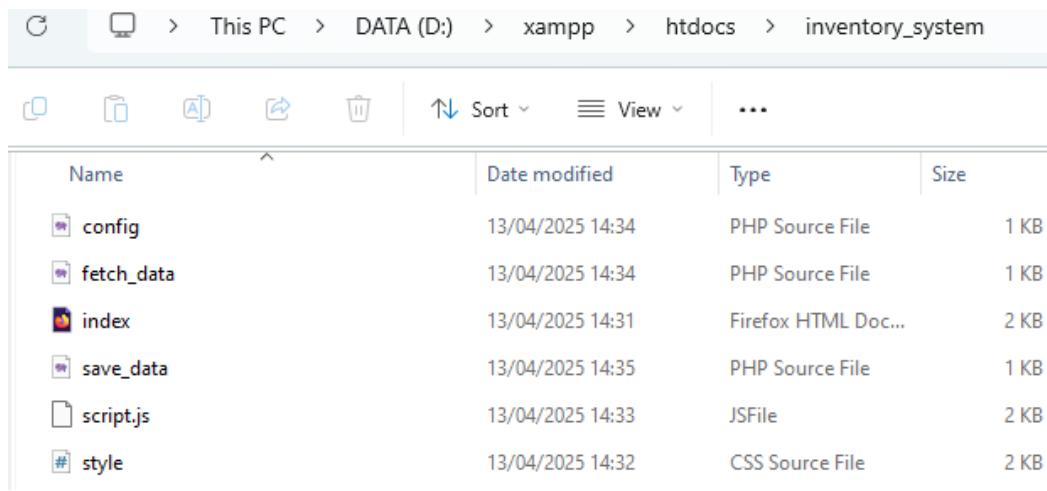 This PC > DATA (D:) > xampp > htdocs > inventory_system
Sort View ...
Name Date modified Type Size
config 13/04/2025 14:34 PHP Source File 1 KB
fetch_data 13/04/2025 14:34 PHP Source File 1 KB
index 13/04/2025 14:31 Firefox HTML Doc... 2 KB
save_data 13/04/2025 14:35 PHP Source File 1 KB
script.js 13/04/2025 14:33 JSFile 2 KB
style 13/04/2025 14:32 CSS Source File 2 KB